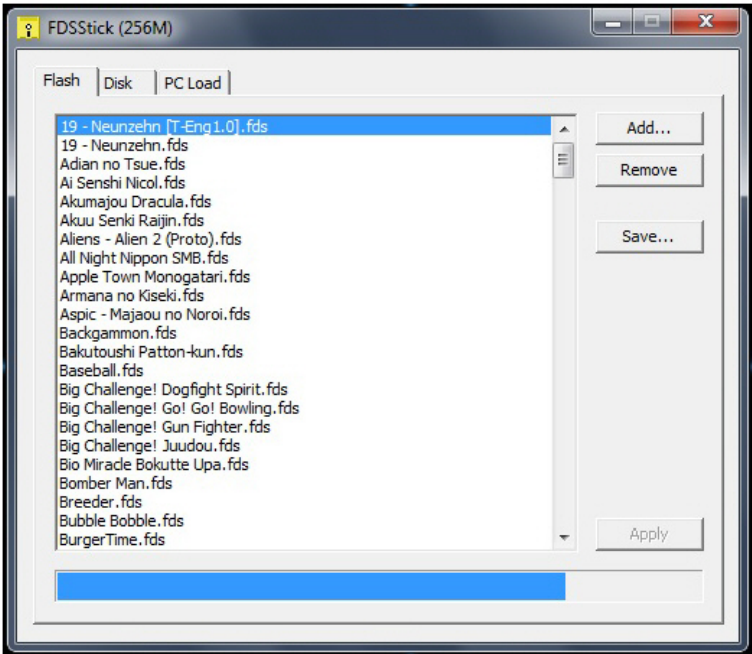 FDSStick (256M)
Flash Disk PC Load
19 - Neunzehn [T-Eng1.0].fds
19 - Neunzehn.fds
Adian no Tsue.fds
Ai Senshi Nicol.fds
Akumajou Dracula.fds
Akuu Senki Raijin.fds
Aliens - Alien 2 (Proto).fds
All Night Nippon SMB.fds
Apple Town Monogatari.fds
Armana no Kiseki.fds
Aspic - Majaou no Noroi.fds
Backgammon.fds
Bakutoushi Patton-kun.fds
Baseball.fds
Big Challenge! Dogfight Spirit.fds
Big Challenge! Go! Go! Bowling.fds
Big Challenge! Gun Fighter.fds
Big Challenge! Juudou.fds
Bio Miracle Bokutte Upa.fds
Bomber Man.fds
Breeder.fds
Bubble Bobble.fds
BurgerTime.fds
Add...
Remove
Save...
Apply